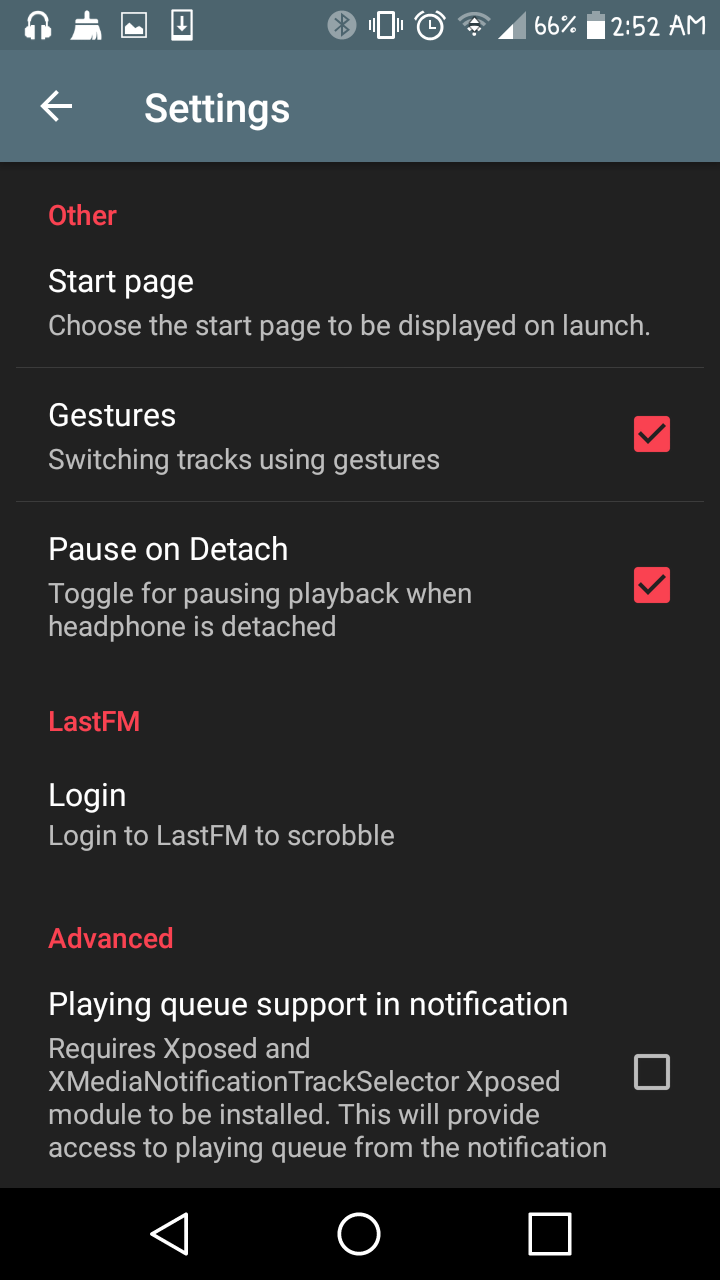 66% 2:52 AM
Settings
Other
Start page
Choose the start page to be displayed on launch.
Gestures
Switching tracks using gestures
Pause on Detach
Toggle for pausing playback when
headphone is detached
LastFM
Login
Login to LastFM to scrobble
Advanced
Playing queue support in notification
Requires Xposed and
XMediaNotificationTrackSelector Xposed
module to be installed. This will provide
access to playing queue from the notification